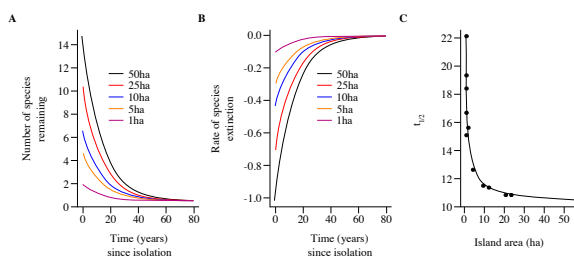 A
B
C
14
12
10
8
6
4
2
0
Number of species
remaining
50ha
25ha
10ha
5ha
1ha
0
20
40
60
80
Time (years)
since isolation
0.0
-0.2
-0.4
-0.6
-0.8
-1.0
Rate of species
extinction
50ha
25ha
10ha
5ha
1ha
0
20
40
60
80
Time (years)
since isolation
22
20
18
16
14
12
10
t1/2
0
10
20
30
40
50
Island area (ha)